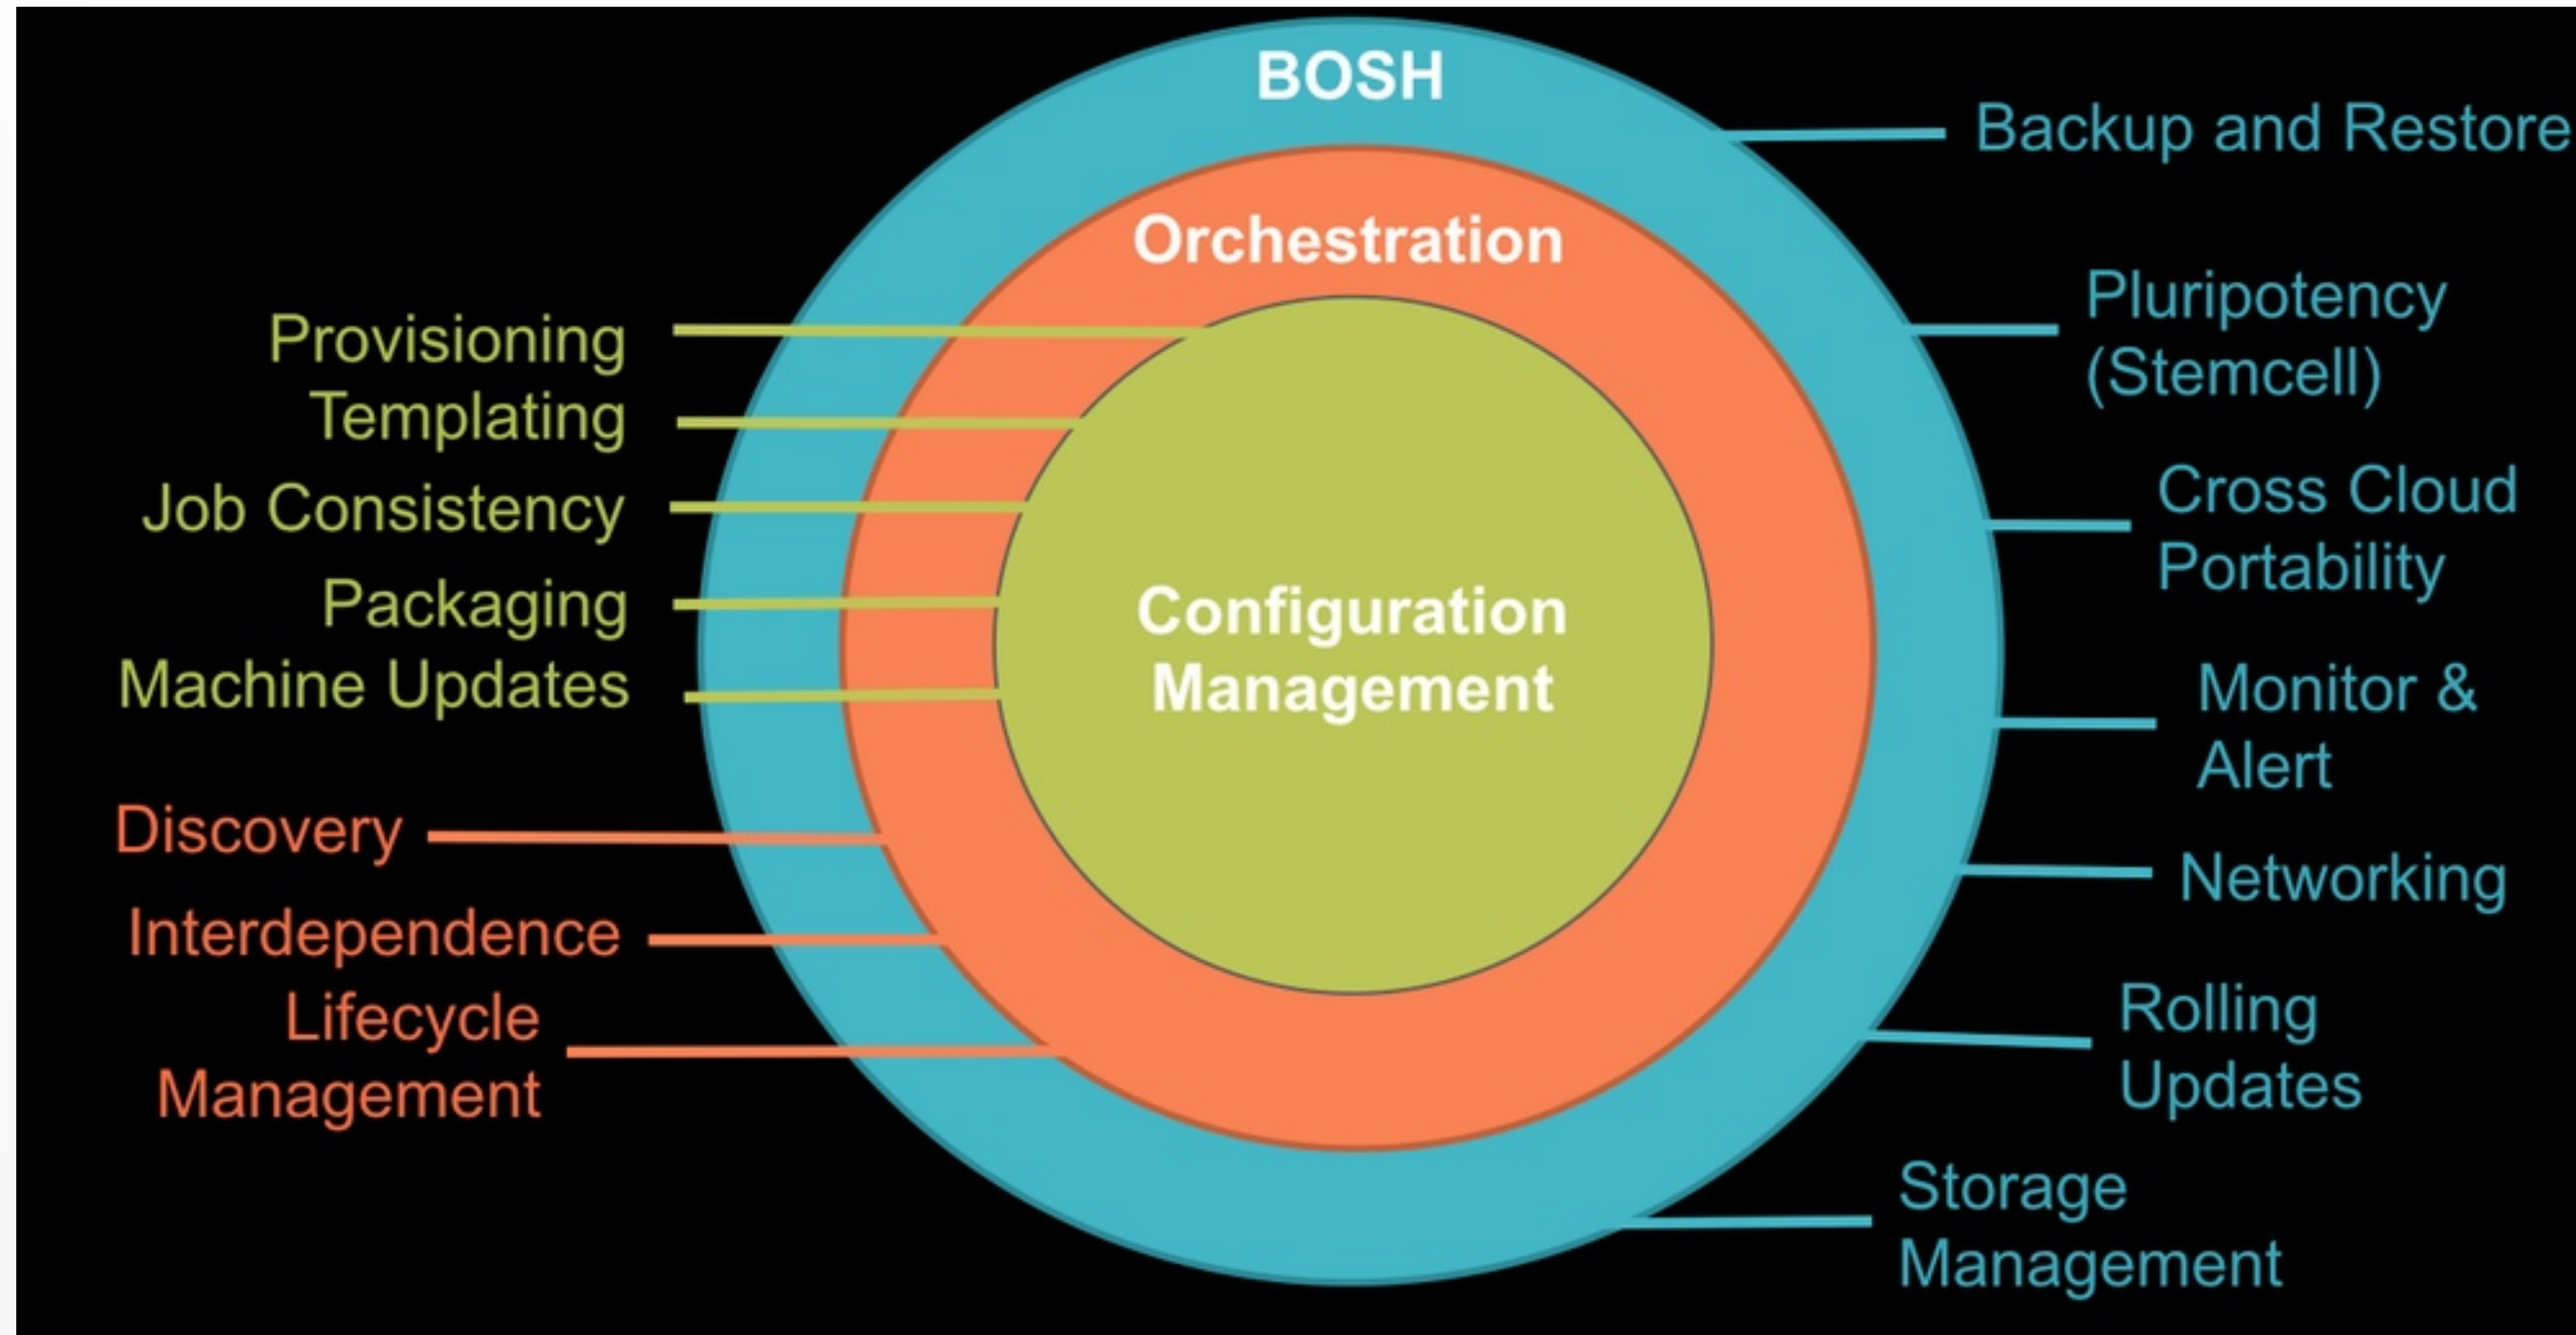 BOSH
Orchestration
Configuration
Management
Provisioning
Templating
Job Consistency
Packaging
Machine Updates
Discovery
Interdependence
Lifecycle
Management
Backup and Restore
Pluripotency
(Stemcell)
Cross Cloud
Portability
Monitor &
Alert
Networking
Rolling
Updates
Storage
Management